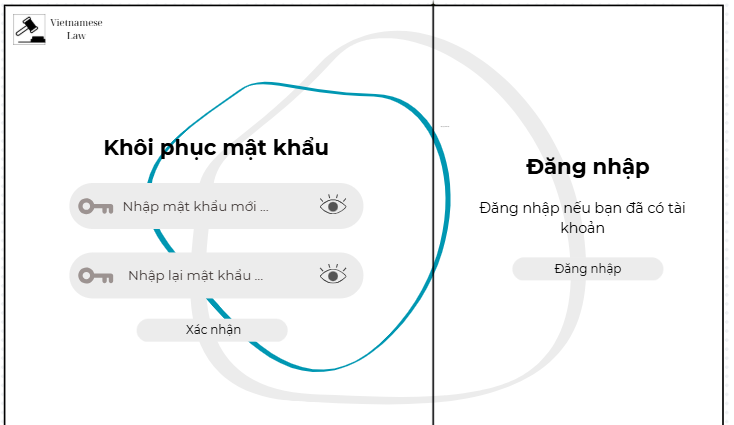 Vietnamese
Law
Khôi phục mật khẩu
Nhập mật khẩu mới ...
Nhập lại mật khẩu ...
Xác nhận
Đăng nhập
Đăng nhập nếu bạn đã có tài
khoản
Đăng nhập